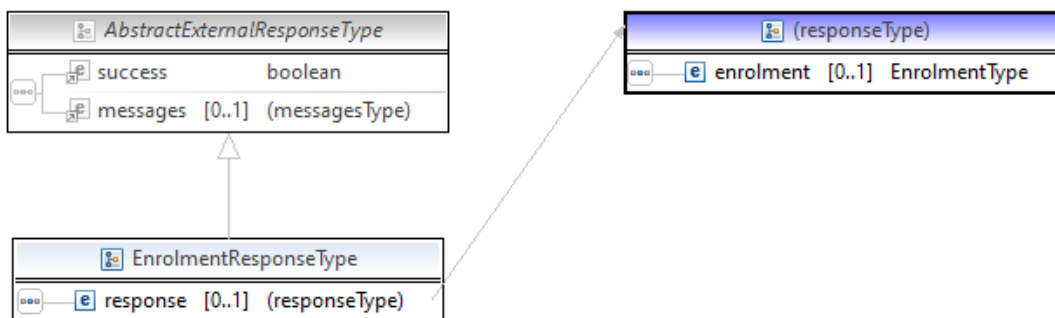 AbstractExternalResponseType
e success boolean
e messages [0..1] (messagesType)
(responseType)
e enrolment [0..1] EnrolmentType
EnrolmentResponseType
e response [0..1] (responseType)